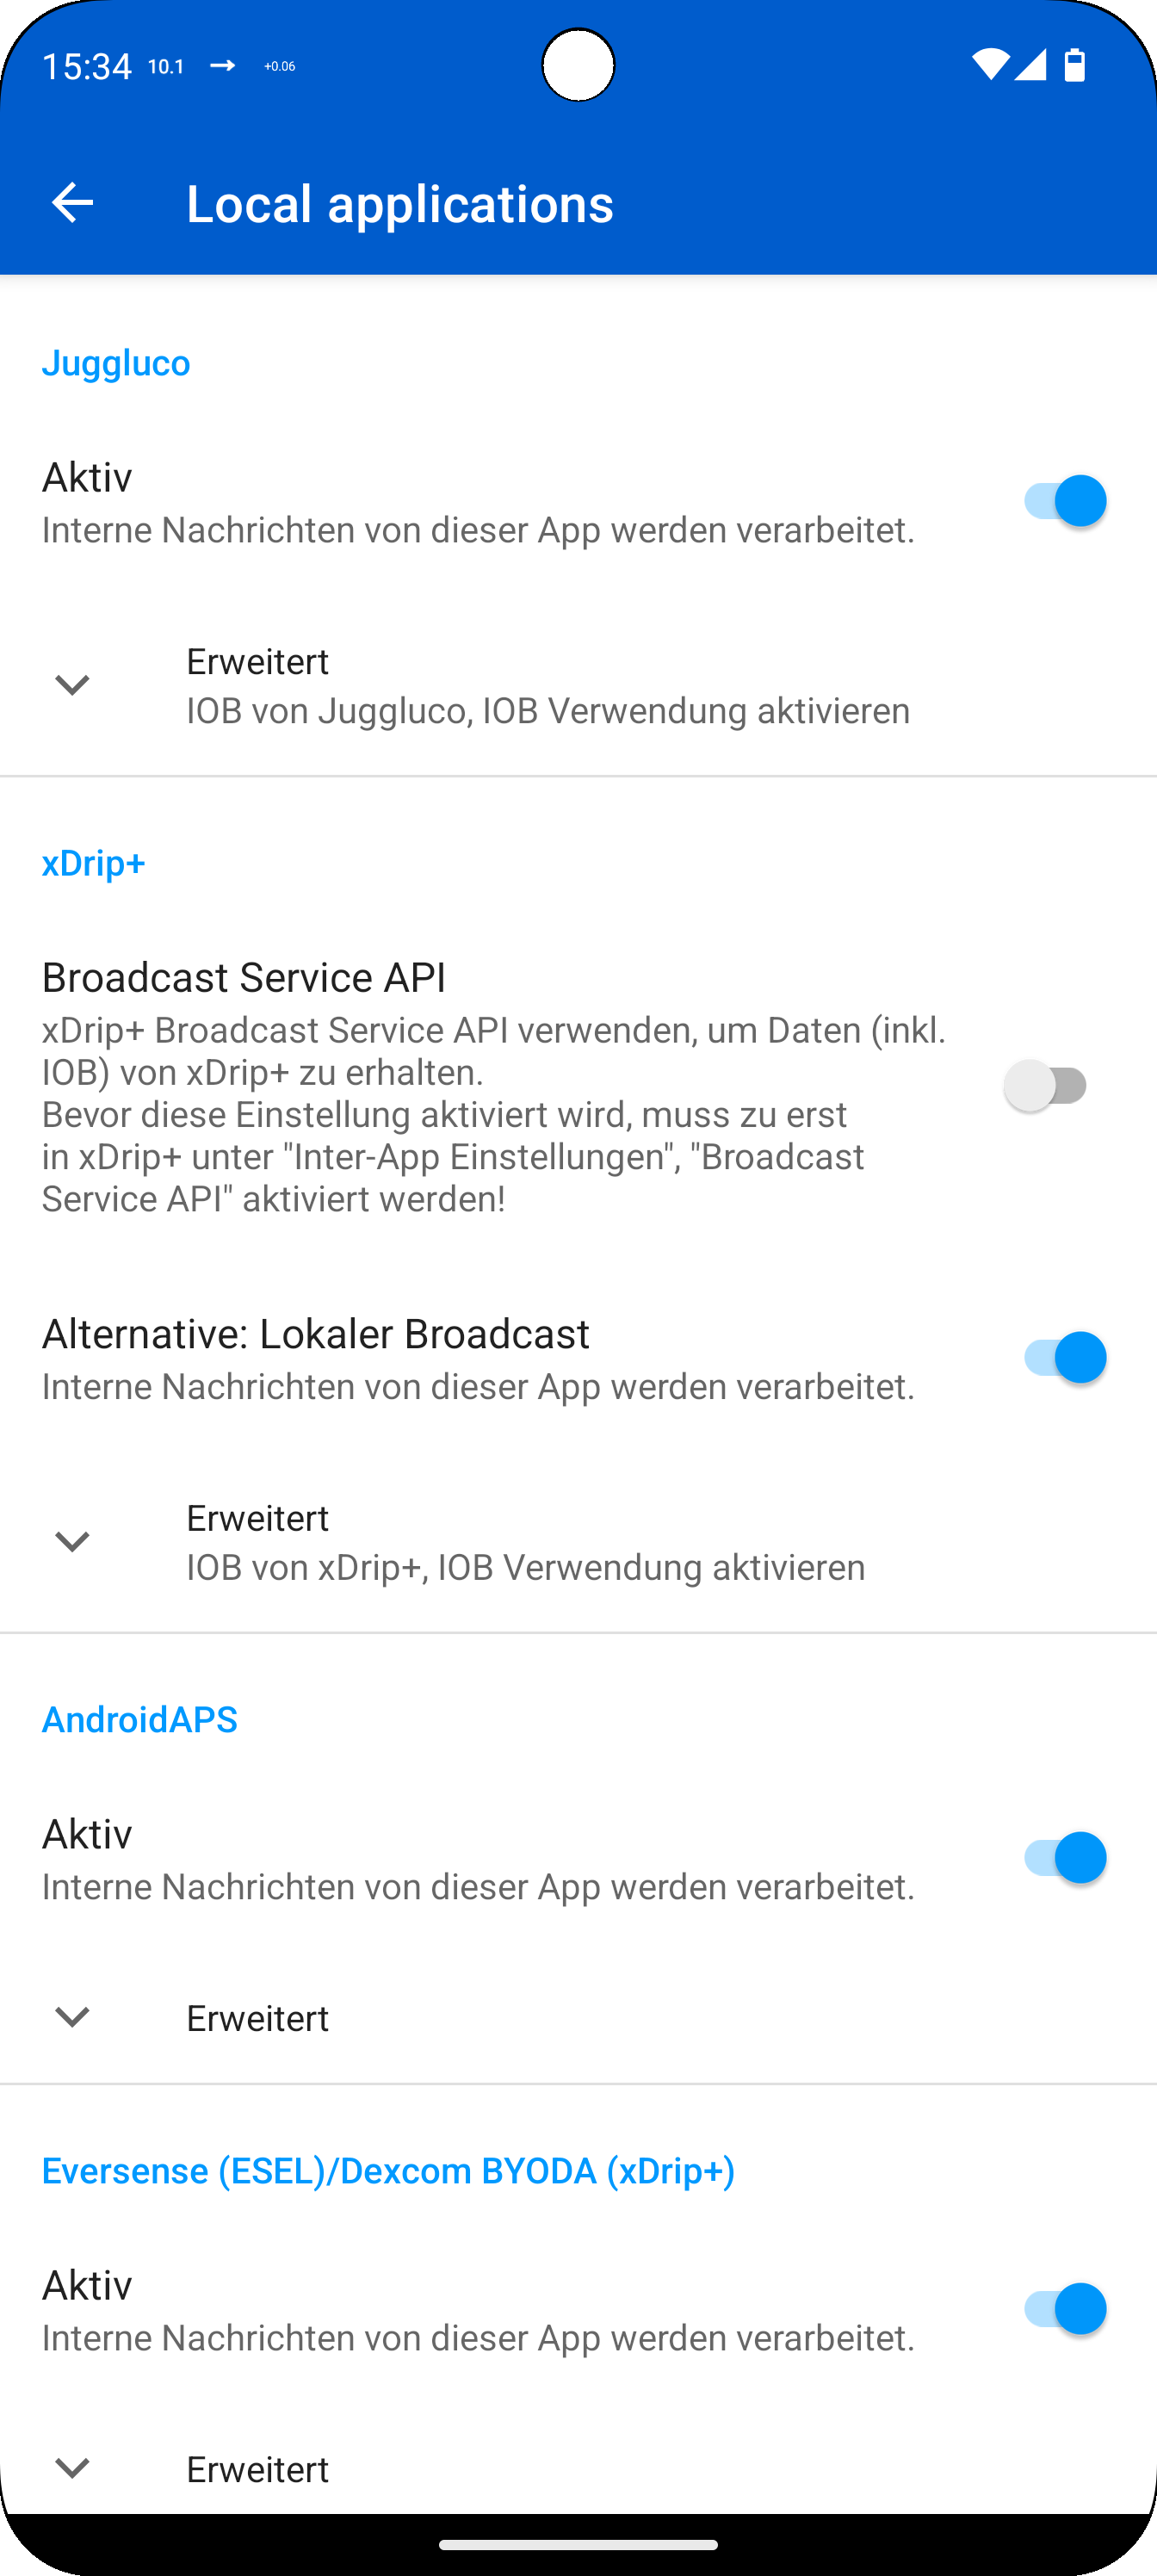 15:34 10.1 → +0.06
Local applications
Juggluco
Aktiv
Interne Nachrichten von dieser App werden verarbeitet.
Erweitert
IOB von Juggluco, IOB Verwendung aktivieren
xDrip+
Broadcast Service API
xDrip+ Broadcast Service API verwenden, um Daten (inkl.
IOB) von xDrip+ zu erhalten.
Bevor diese Einstellung aktiviert wird, muss zu erst
in xDrip+ unter "Inter-App Einstellungen", "Broadcast
Service API" aktiviert werden!
Alternative: Lokaler Broadcast
Interne Nachrichten von dieser App werden verarbeitet.
Erweitert
IOB von xDrip+, IOB Verwendung aktivieren
AndroidAPS
Aktiv
Interne Nachrichten von dieser App werden verarbeitet.
Erweitert
Eversense (ESEL)/Dexcom BYODA (xDrip+)
Aktiv
Interne Nachrichten von dieser App werden verarbeitet.
Erweitert